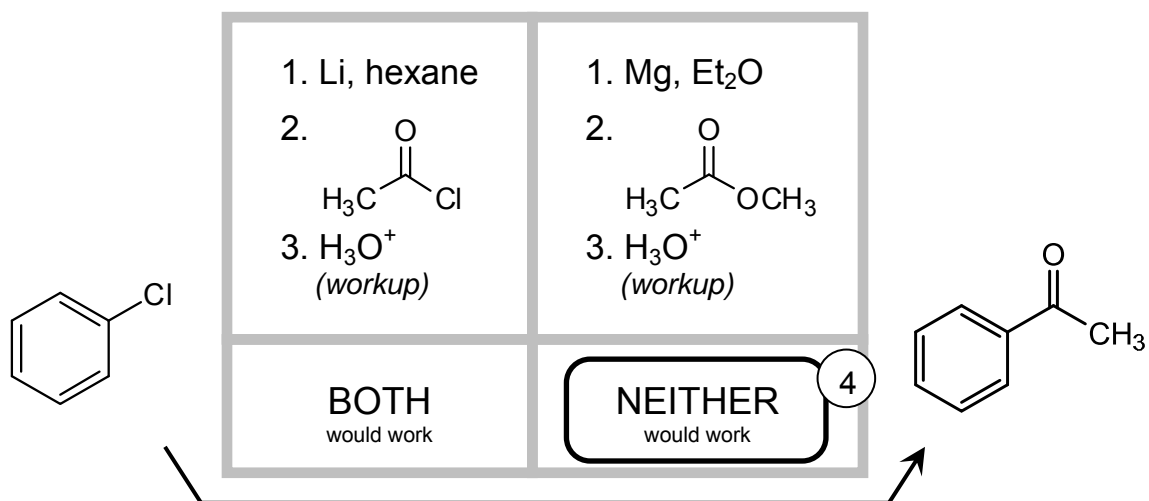 1. Li, hexane
2.
O
H₃C
Cl
3. H₃O⁺
(workup)
1. Mg, Et₂O
2.
O
H₃C
OCH₃
3. H₃O⁺
(workup)
Cl
O
CH₃
BOTH
would work
NEITHER
would work
4